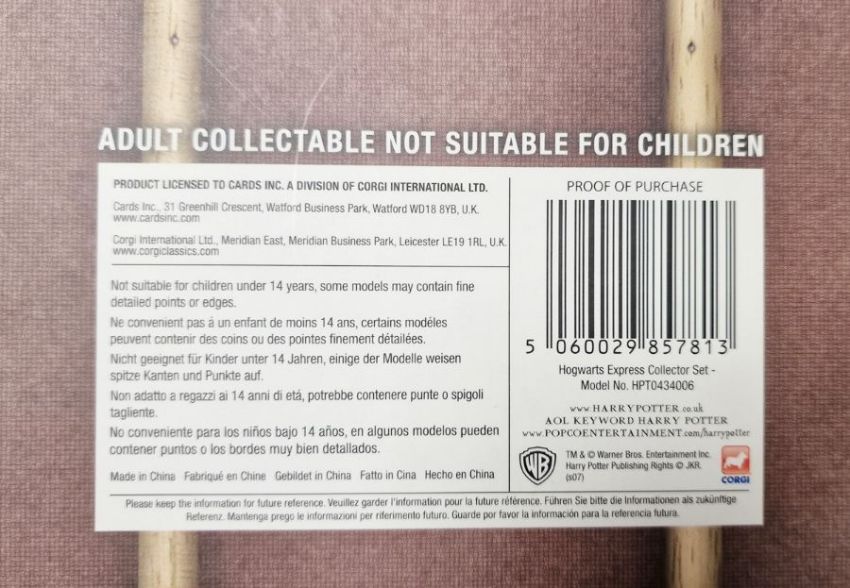 ADULT COLLECTABLE NOT SUITABLE FOR CHILDREN
PRODUCT LICENSED TO CARDS INC. A DIVISION OF CORGI INTERNATIONAL LTD.
Cards Inc., 31 Greenhill Crescent, Watford Business Park, Watford WD18 8YB, U.K.
www.cardsinc.com
Corgi International Ltd., Meridian East, Meridian Business Park, Leicester LE19 1RL, U.K.
www.corgiclassics.com
Not suitable for children under 14 years, some models may contain fine
detailed points or edges.
Ne convenient pas á un enfant de moins 14 ans, certains modéles
peuvent contenir des coins ou des pointes finement détailées.
Nicht geeignet für Kinder unter 14 Jahren, einige der Modelle weisen
spitze Kanten und Punkte auf.
Non adatto a regazzi ai 14 anni di etá, potrebbe contenere punte o spigoli
tagliente.
No conveniente para los niños bajo 14 años, en algunos modelos pueden
contener puntos o los bordes muy bien detallados.
Made in China Fabriqué en Chine Gebildet in China Fatto in Cina Hecho en China
PROOF OF PURCHASE
5 060029 857813
Hogwarts Express Collector Set -
Model No. HPT0434006
www.HARRYPOTTER.co.uk
AOL KEYWORD HARRY POTTER
www.POPCOENTERTAINMENT.com/harrypotter
WB
TM & © Warner Bros. Entertainment Inc.
Harry Potter Publishing Rights © JKR.
(s07)
CORGI
Please keep the information for future reference. Veuillez garder l'information pour la future référence. Führen Sie bitte die Informationen als zukünftige
Referenz. Mantenga prego le informazioni per riferimento futuro. Guarde por favor la información para la referencia futura.